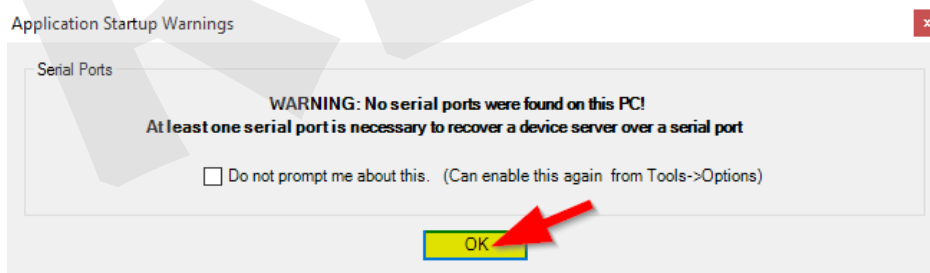 Application Startup Warnings
Serial Ports
WARNING: No serial ports were found on this PC!
At least one serial port is necessary to recover a device server over a serial port
Do not prompt me about this. (Can enable this again from Tools->Options)
OK